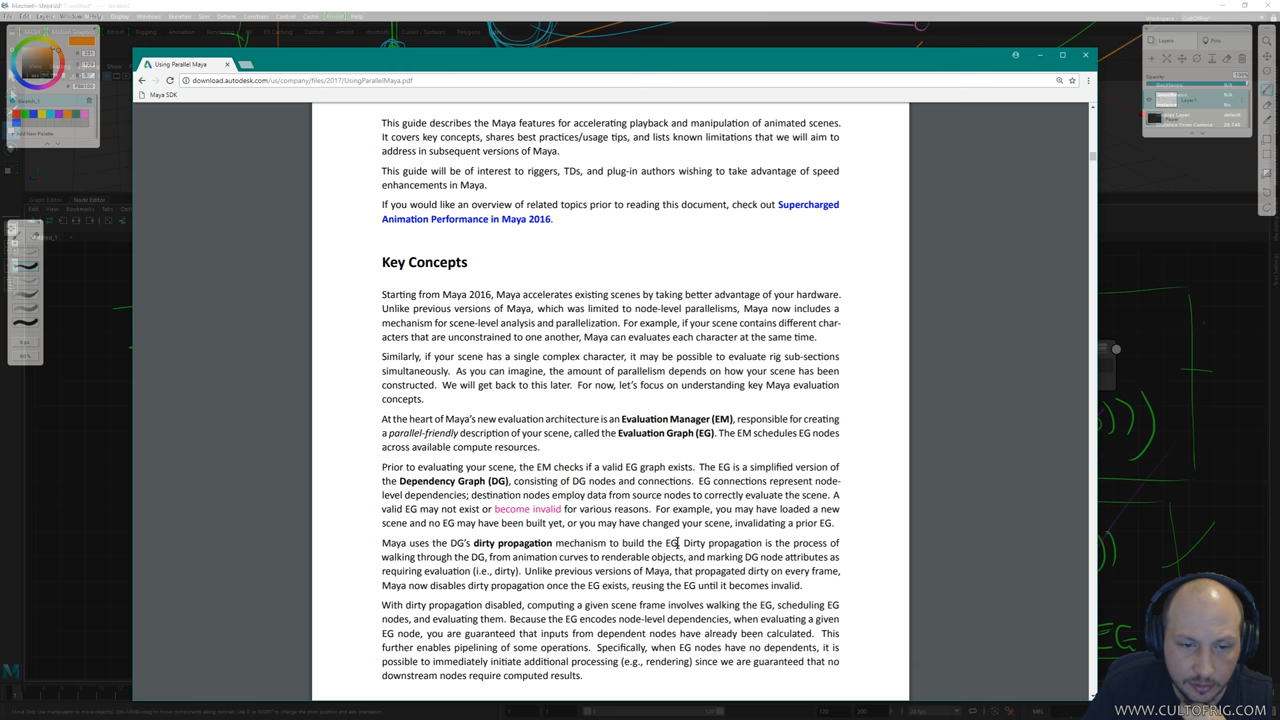 Display Windows Skeleton Skin Deform Constrain Control Cache Help
Workspace
Using Parallel Maya
download.autodesk.com/us/company/files/2017/UsingParallelMaya.pdf
Maya SDK
Layers
Opacity
100%
Layer1
Swatch_1
Add New Palette
Graph Editor Node Editor
This guide describes the Maya features for accelerating playback and manipulation of animated scenes.
It covers key concepts, shares best practices/usage tips, and lists known limitations that we will aim to
address in subsequent versions of Maya.
This guide will be of interest to riggers, TDs, and plug-in authors wishing to take advantage of speed
enhancements in Maya.
If you would like an overview of related topics prior to reading this document, check out Supercharged
Animation Performance in Maya 2016.
Key Concepts
Starting from Maya 2016, Maya accelerates existing scenes by taking better advantage of your hardware.
Unlike previous versions of Maya, which was limited to node-level parallelisms, Maya now includes a
mechanism for scene-level analysis and parallelization. For example, if your scene contains different char-
acters that are unconstrained to one another, Maya can evaluates each character at the same time.
Similarly, if your scene has a single complex character, it may be possible to evaluate rig sub-sections
simultaneously. As you can imagine, the amount of parallelism depends on how your scene has been
constructed. We will get back to this later. For now, let's focus on understanding key Maya evaluation
concepts.
At the heart of Maya's new evaluation architecture is an Evaluation Manager (EM), responsible for creating
a parallel-friendly description of your scene, called the Evaluation Graph (EG). The EM schedules EG nodes
across available compute resources.
Prior to evaluating your scene, the EM checks if a valid EG graph exists. The EG is a simplified version of
the Dependency Graph (DG), consisting of DG nodes and connections. EG connections represent node-
level dependencies; destination nodes employ data from source nodes to correctly evaluate the scene. A
valid EG may not exist or become invalid for various reasons. For example, you may have loaded a new
scene and no EG may have been built yet, or you may have changed your scene, invalidating a prior EG.
Maya uses the DG's dirty propagation mechanism to build the EG. Dirty propagation is the process of
walking through the DG, from animation curves to renderable objects, and marking DG node attributes as
requiring evaluation (i.e., dirty). Unlike previous versions of Maya, that propagated dirty on every frame,
Maya now disables dirty propagation once the EG exists, reusing the EG until it becomes invalid.
With dirty propagation disabled, computing a given scene frame involves walking the EG, scheduling EG
nodes, and evaluating them. Because the EG encodes node-level dependencies, when evaluating a given
EG node, you are guaranteed that inputs from dependent nodes have already been calculated. This
further enables pipelining of some operations. Specifically, when EG nodes have no dependents, it is
possible to immediately initiate additional processing (e.g., rendering) since we are guaranteed that no
downstream nodes require computed results.
WWW.CULTOFRIG.COM